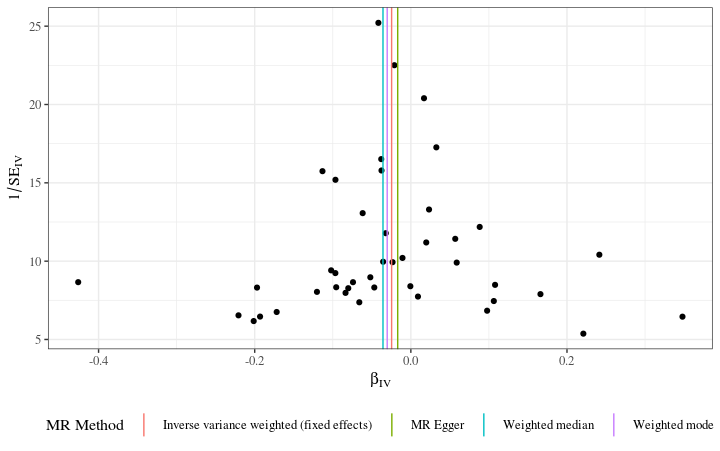 25
20
15
10
5
1/SE_IV
-0.4 -0.2 0.0 0.2
β_IV
MR Method Inverse variance weighted (fixed effects) MR Egger Weighted median Weighted mode